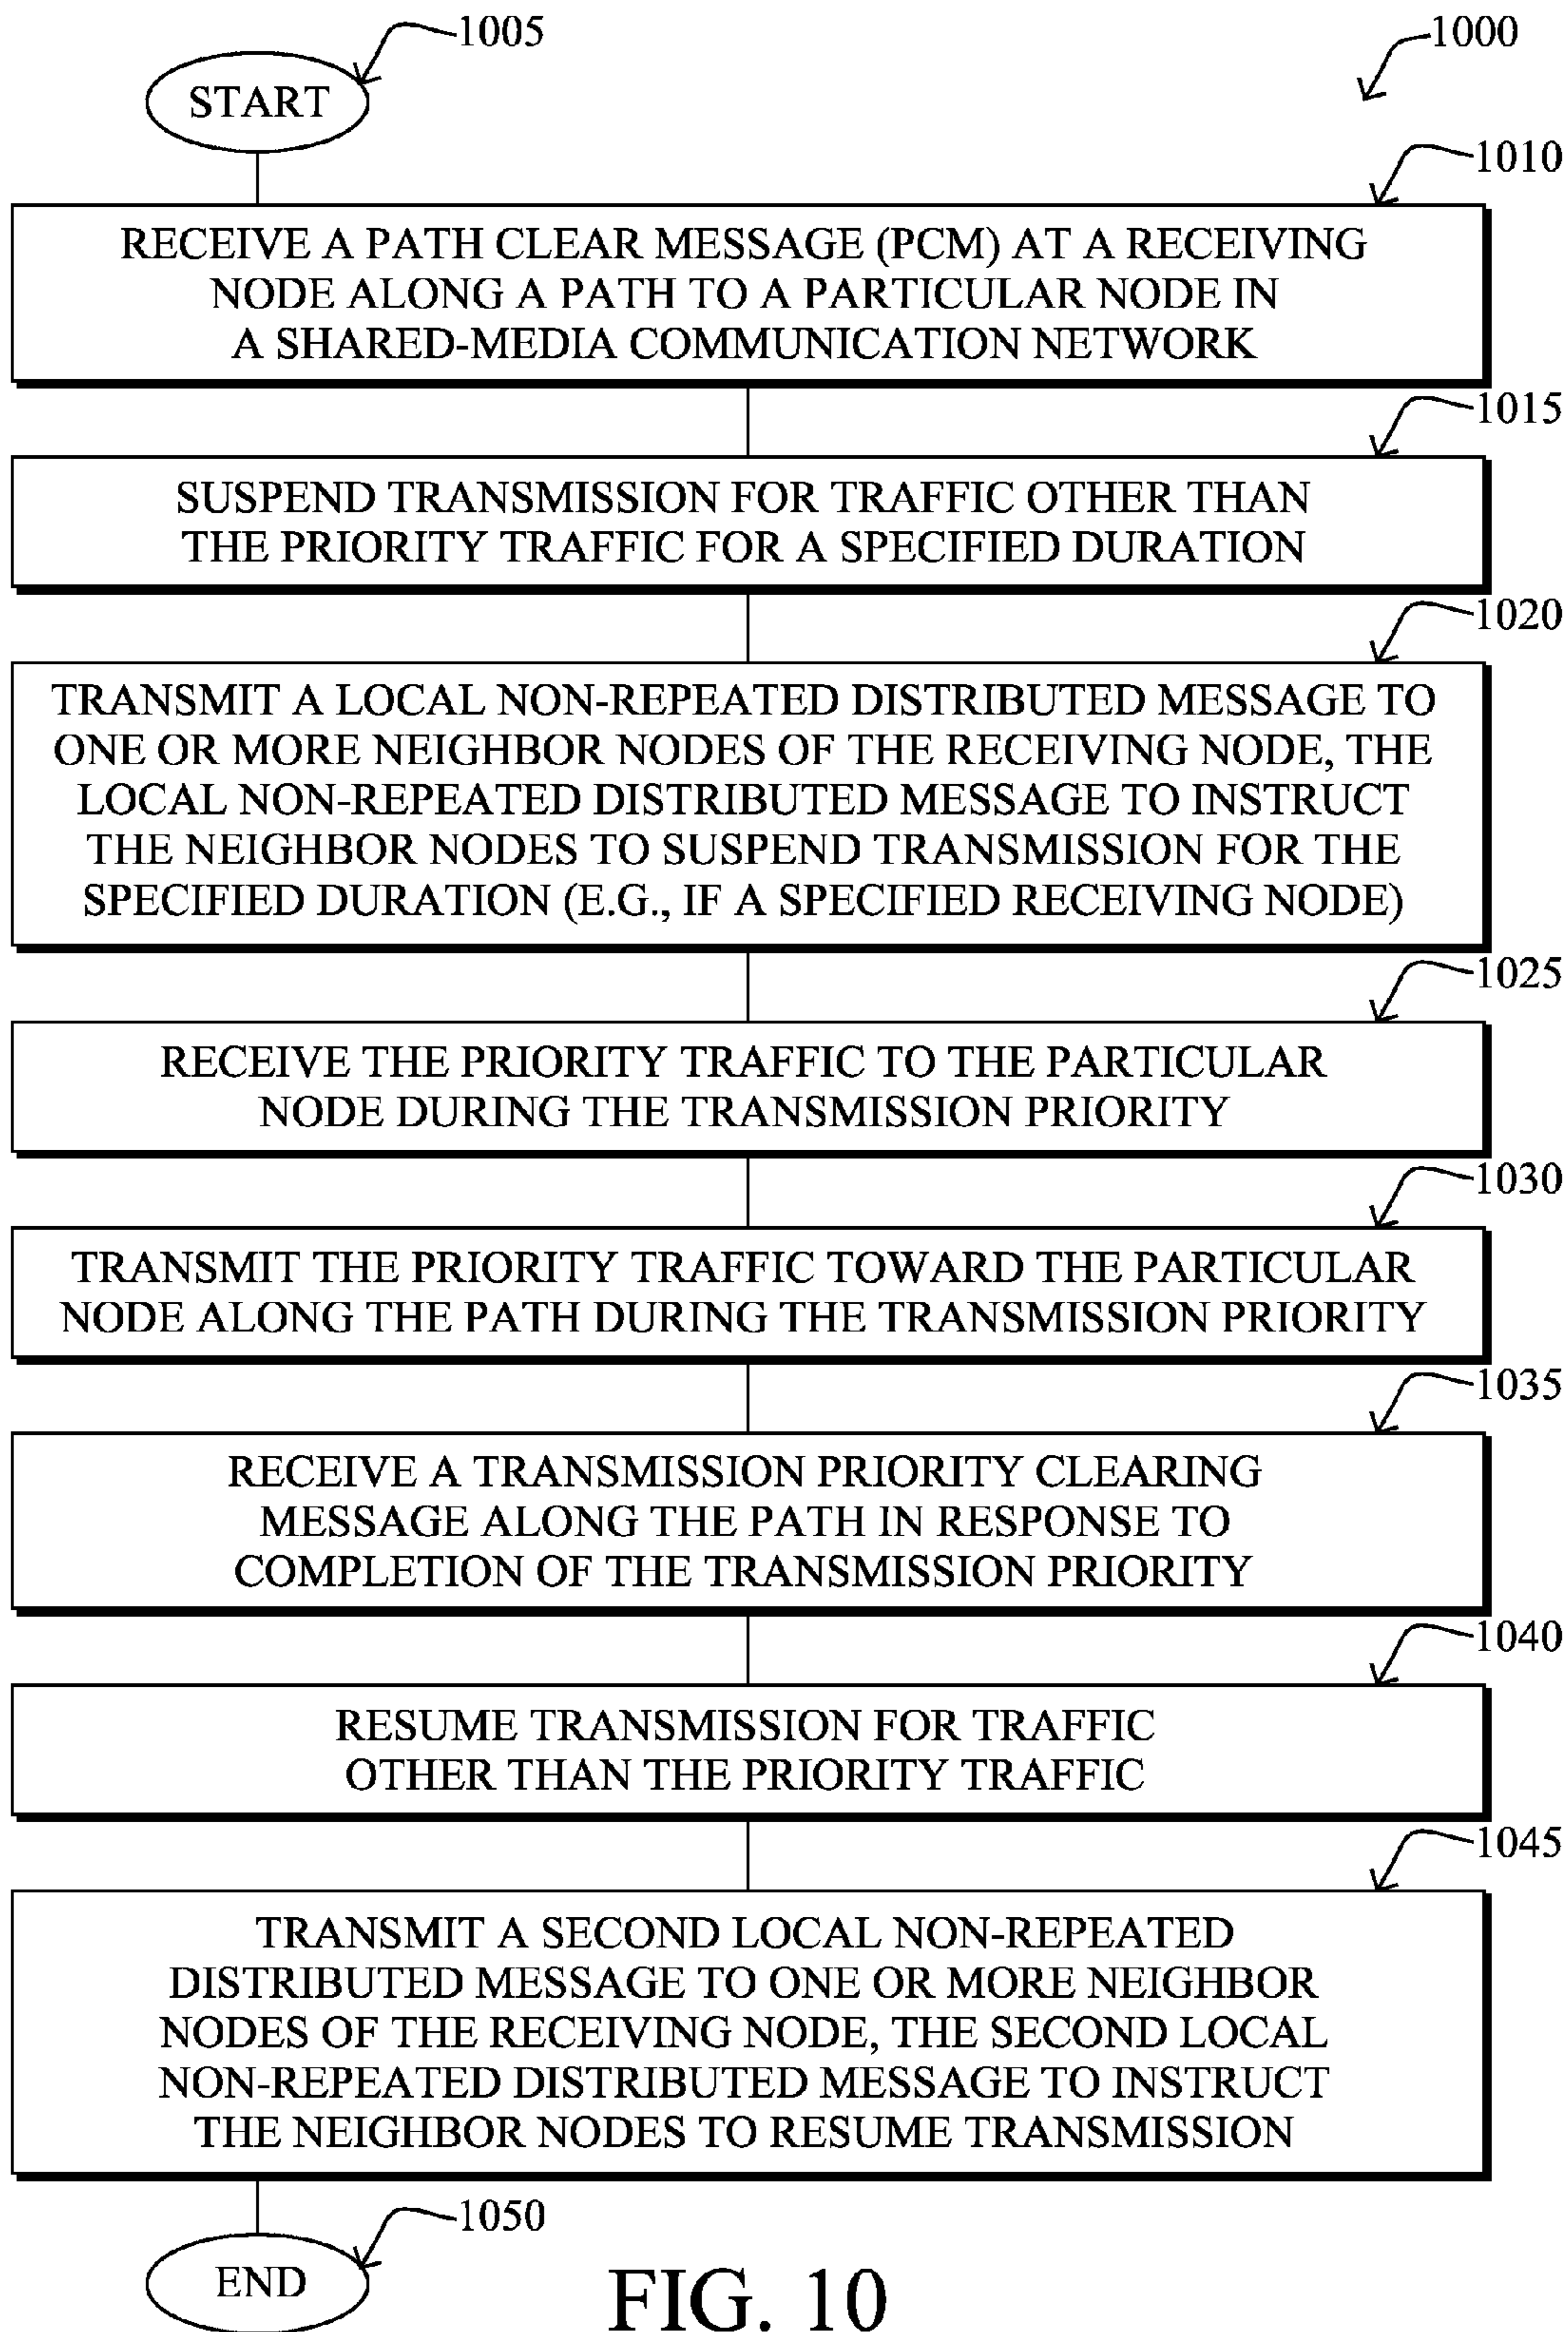 1005
1000
START
1010
RECEIVE A PATH CLEAR MESSAGE (PCM) AT A RECEIVING
NODE ALONG A PATH TO A PARTICULAR NODE IN
A SHARED-MEDIA COMMUNICATION NETWORK
1015
SUSPEND TRANSMISSION FOR TRAFFIC OTHER THAN
THE PRIORITY TRAFFIC FOR A SPECIFIED DURATION
1020
TRANSMIT A LOCAL NON-REPEATED DISTRIBUTED MESSAGE TO
ONE OR MORE NEIGHBOR NODES OF THE RECEIVING NODE, THE
LOCAL NON-REPEATED DISTRIBUTED MESSAGE TO INSTRUCT
THE NEIGHBOR NODES TO SUSPEND TRANSMISSION FOR THE
SPECIFIED DURATION (E.G., IF A SPECIFIED RECEIVING NODE)
1025
RECEIVE THE PRIORITY TRAFFIC TO THE PARTICULAR
NODE DURING THE TRANSMISSION PRIORITY
1030
TRANSMIT THE PRIORITY TRAFFIC TOWARD THE PARTICULAR
NODE ALONG THE PATH DURING THE TRANSMISSION PRIORITY
1035
RECEIVE A TRANSMISSION PRIORITY CLEARING
MESSAGE ALONG THE PATH IN RESPONSE TO
COMPLETION OF THE TRANSMISSION PRIORITY
1040
RESUME TRANSMISSION FOR TRAFFIC
OTHER THAN THE PRIORITY TRAFFIC
1045
TRANSMIT A SECOND LOCAL NON-REPEATED
DISTRIBUTED MESSAGE TO ONE OR MORE NEIGHBOR
NODES OF THE RECEIVING NODE, THE SECOND LOCAL
NON-REPEATED DISTRIBUTED MESSAGE TO INSTRUCT
THE NEIGHBOR NODES TO RESUME TRANSMISSION
1050
END
FIG. 10